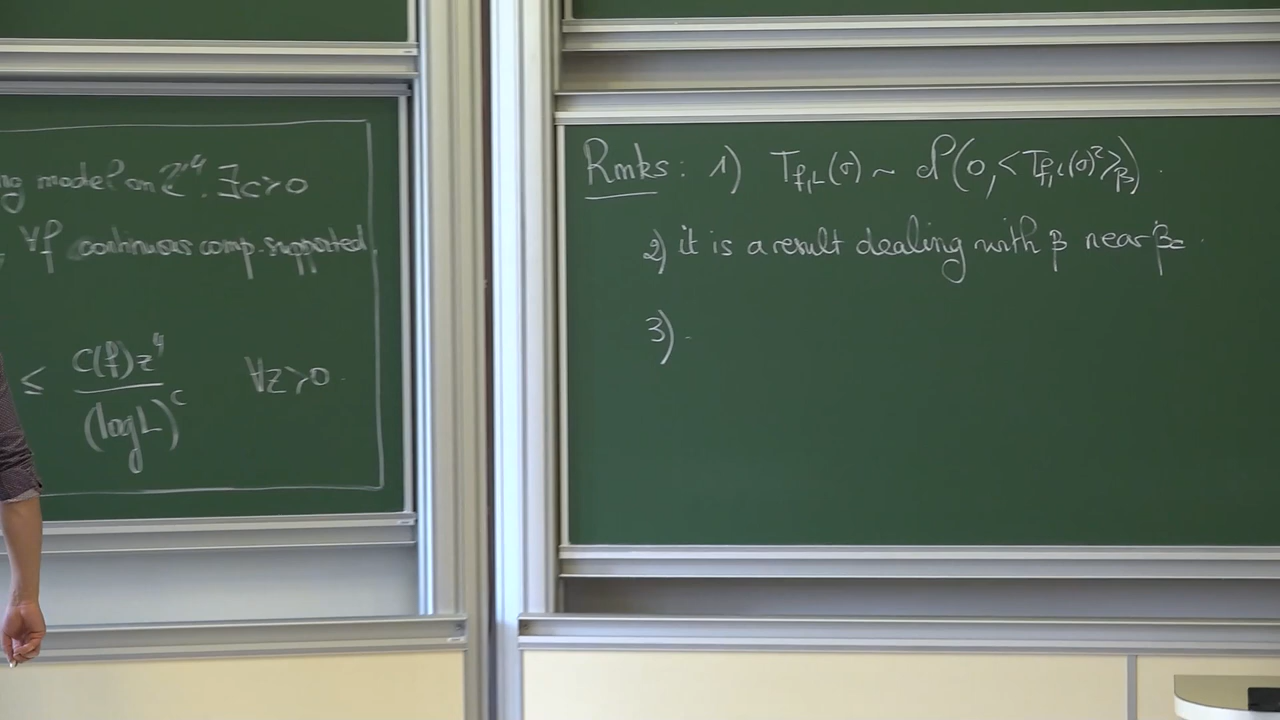 ng model on ℤ⁴. ∃c>0
∀f continuous comp. supported
≤ C(f)z⁴ / (log L)^c ∀z>0.
Rmks: 1) T_{f,L}(σ) ~ 𝒩(0, <T_{f,L}(σ)²>_β).
2) it is a result dealing with β near β_c.
3)